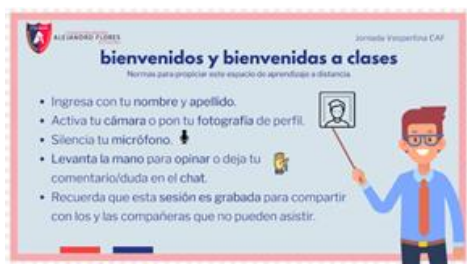 ALEJANDRO FLORES
Jornada Vespertina CAF
bienvenidos y bienvenidas a clases
Normas para propiciar este espacio de aprendizaje a distancia.
• Ingresa con tu nombre y apellido.
• Activa tu cámara o pon tu fotografía de perfil.
• Silencia tu micrófono.
• Levanta la mano para opinar o deja tu
comentario/duda en el chat.
• Recuerda que esta sesión es grabada para compartir
con los y las compañeras que no pueden asistir.